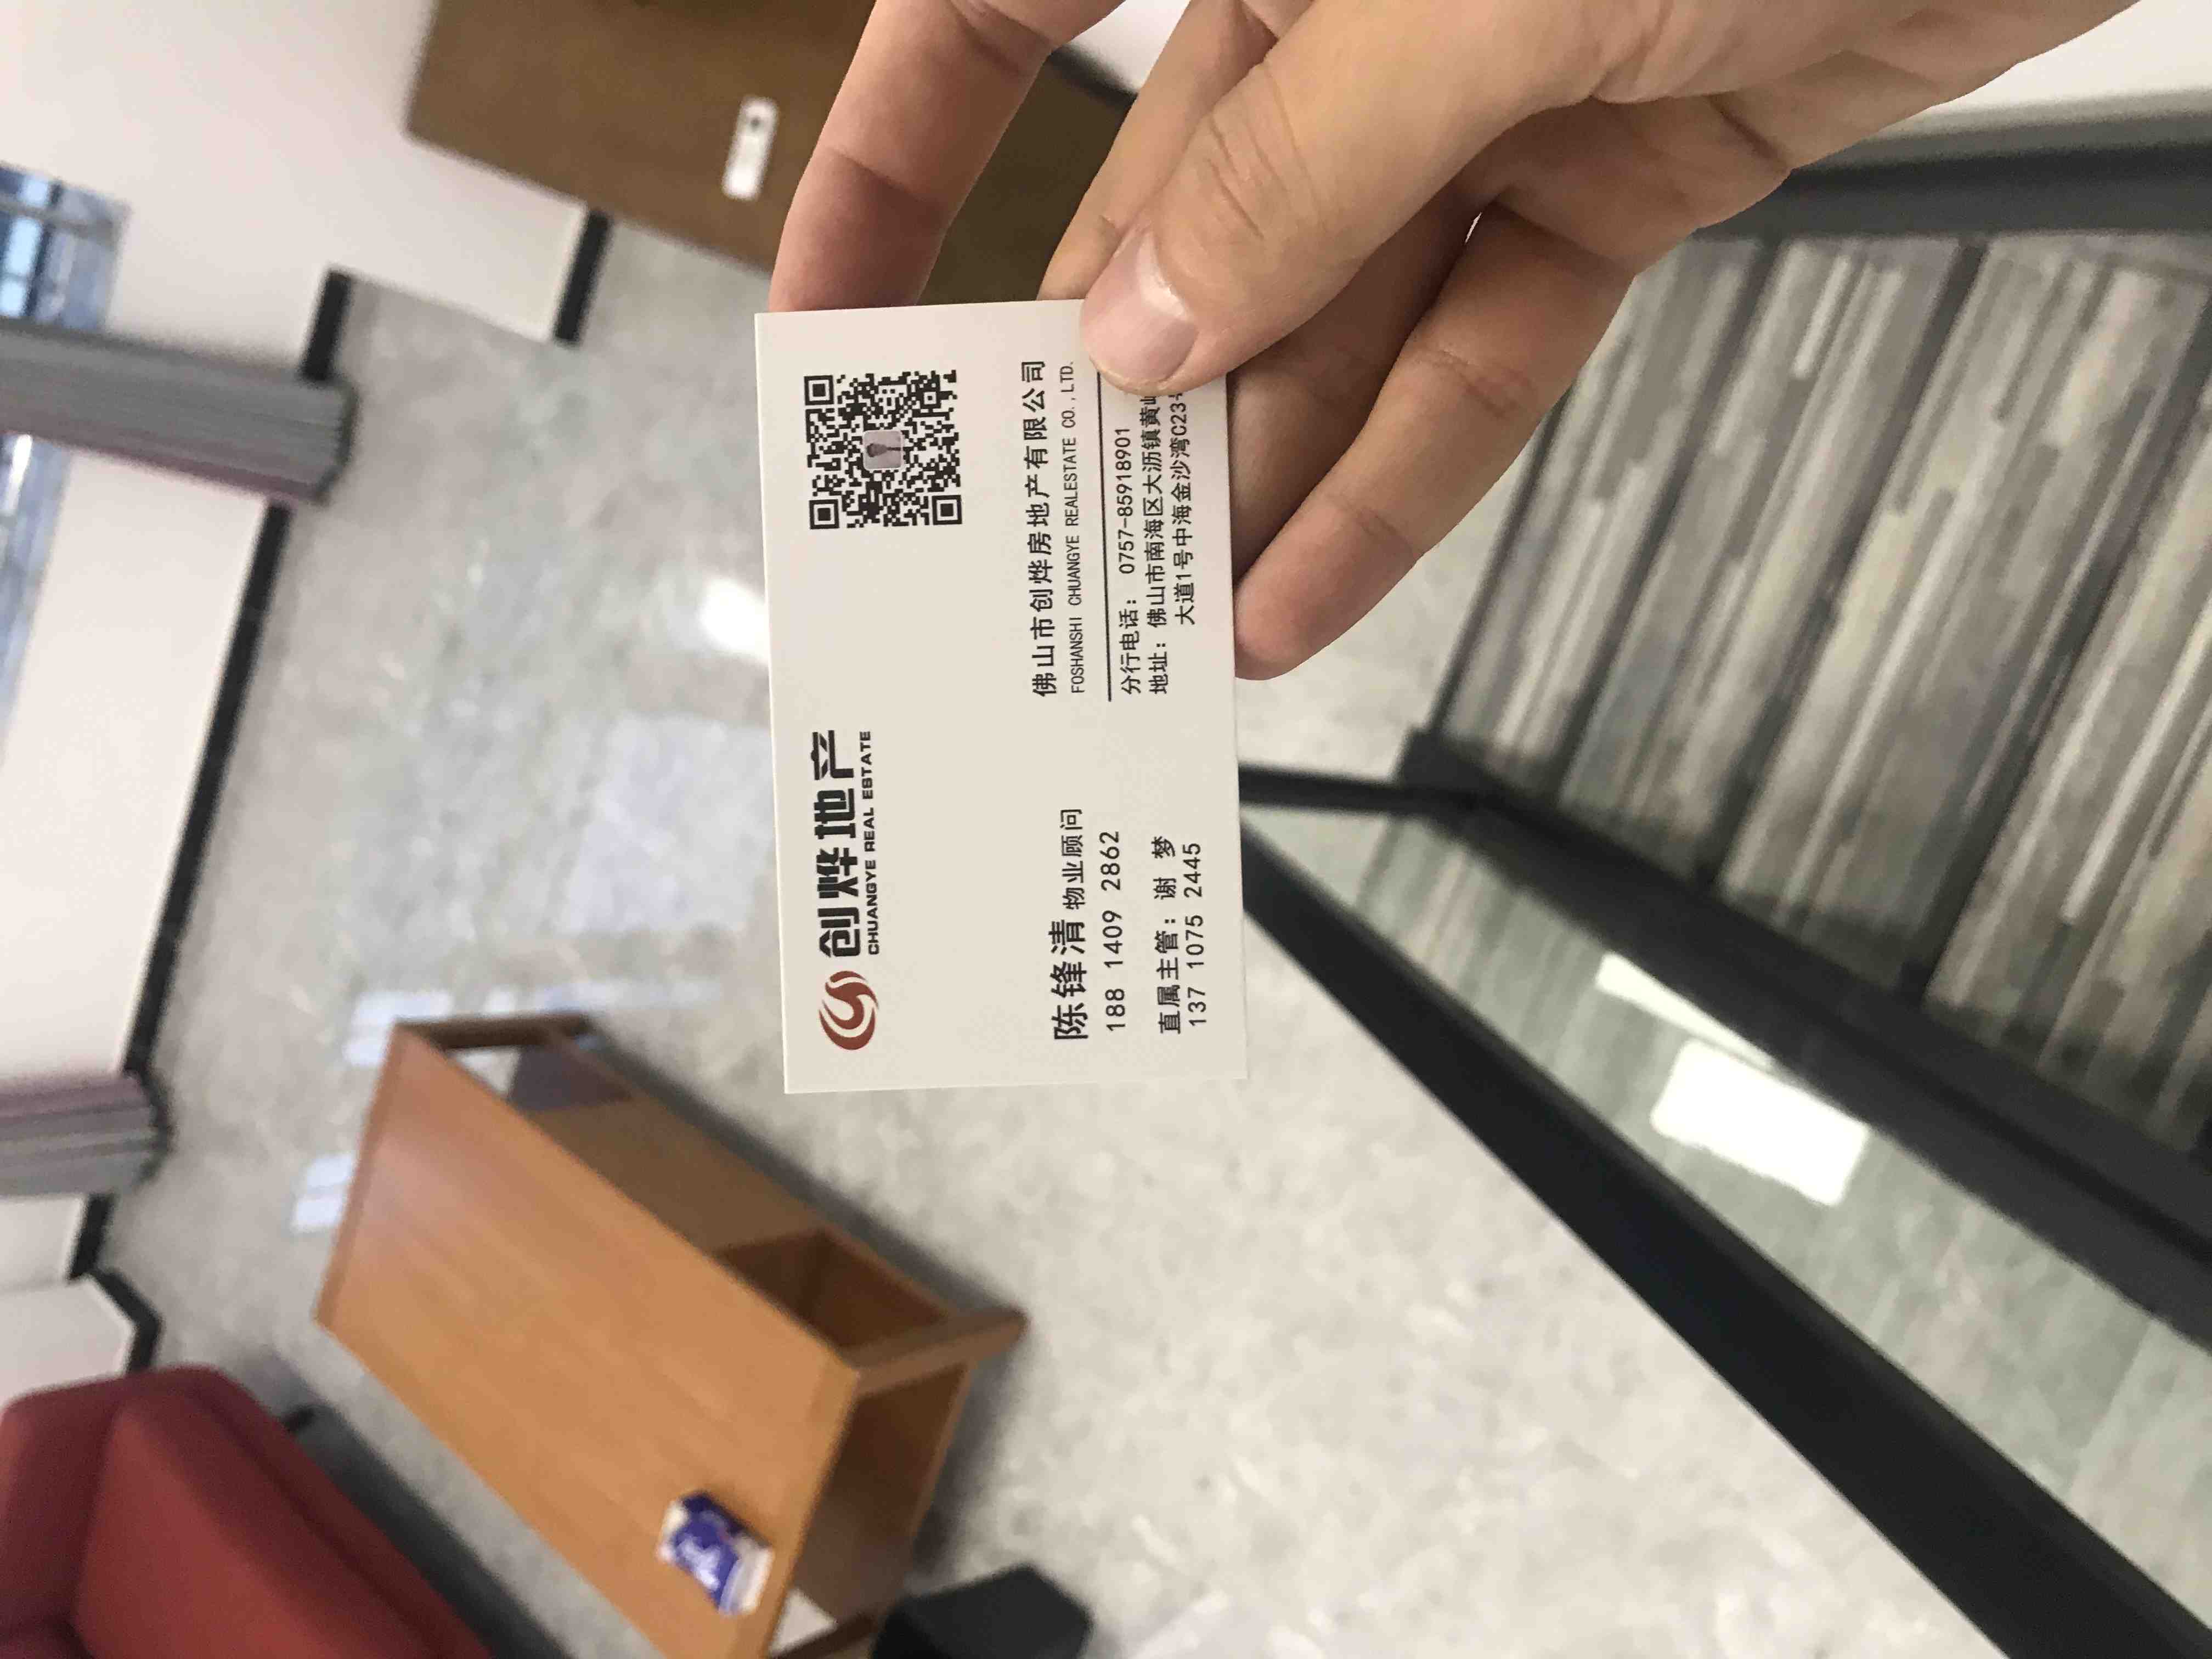 创烨地产
CHUANGYE REAL ESTATE
陈锋清 物业顾问
188 1409 2862
直属主管：谢 梦
137 1075 2445
佛山市创烨房地产有限公司
FOSHANSHI CHUANGYE REALESTATE CO.,LTD.
分行电话： 0757-85918901
地址：佛山市南海区大沥镇黄
大道1号中海金沙湾C23